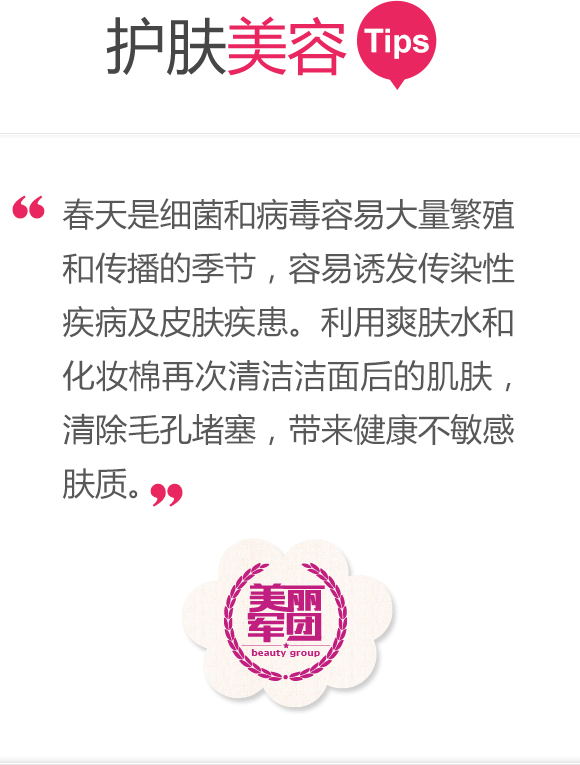 护肤美容 Tips
“ 春天是细菌和病毒容易大量繁殖
和传播的季节，容易诱发传染性
疾病及皮肤疾患。利用爽肤水和
化妆棉再次清洁洁面后的肌肤，
清除毛孔堵塞，带来健康不敏感
肤质。”
美丽
军团
beauty group